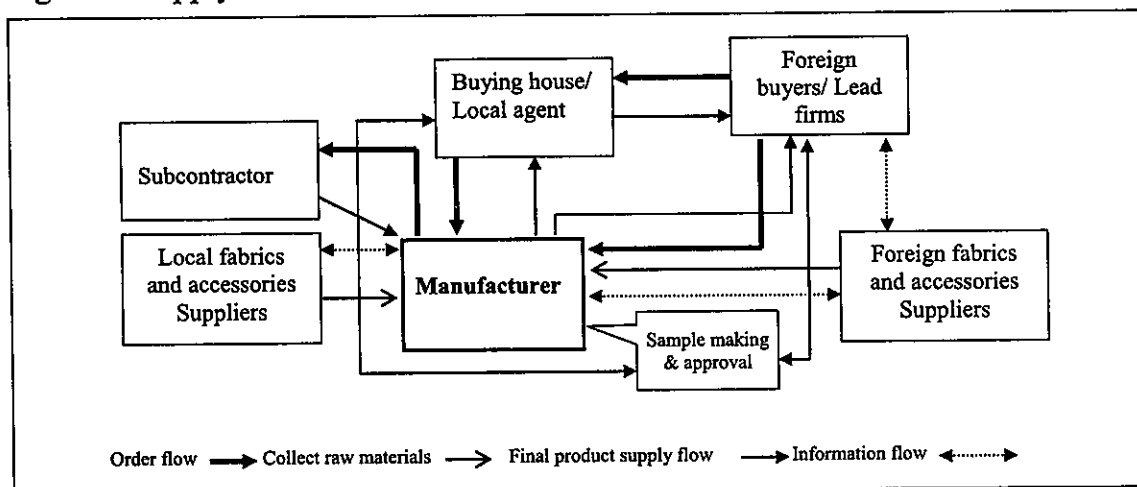 Buying house/
Local agent
Foreign
buyers/ Lead
firms
Subcontractor
Local fabrics
and accessories
Suppliers
Manufacturer
Foreign fabrics
and accessories
Suppliers
Sample making
& approval
Order flow Collect raw materials Final product supply flow Information flow